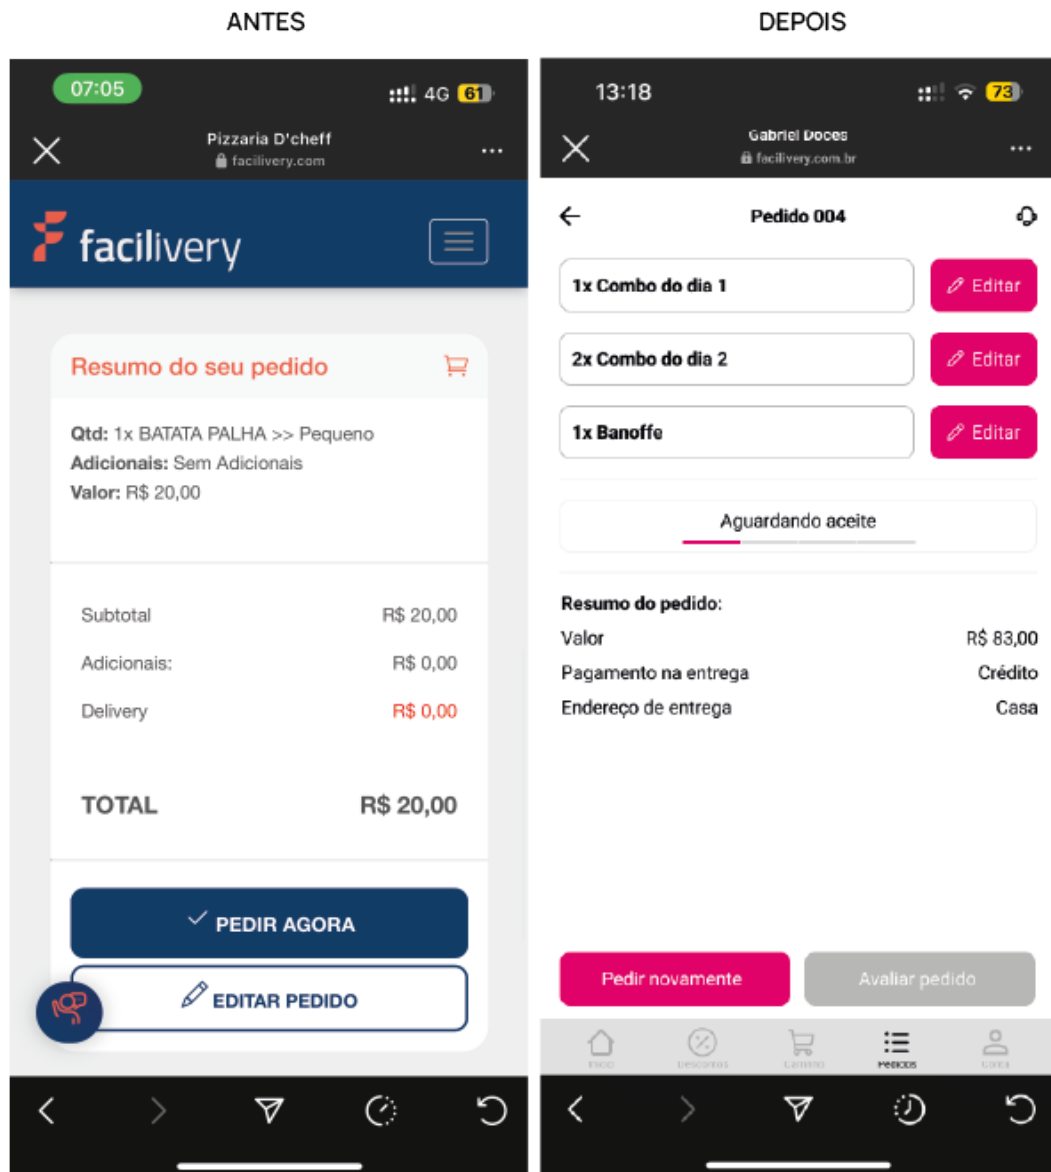 ANTES
07:05
4G 61
Pizzaria D'cheff
facilivery.com
facilivery
Resumo do seu pedido
Qtd: 1x BATATA PALHA >> Pequeno
Adicionais: Sem Adicionais
Valor: R$ 20,00
Subtotal R$ 20,00
Adicionais: R$ 0,00
Delivery R$ 0,00
TOTAL R$ 20,00
PEDIR AGORA
EDITAR PEDIDO
DEPOIS
13:18
73
Gabriel Doces
facilivery.com.br
Pedido 004
1x Combo do dia 1 Editar
2x Combo do dia 2 Editar
1x Banoffe Editar
Aguardando aceite
Resumo do pedido:
Valor R$ 83,00
Pagamento na entrega Crédito
Endereço de entrega Casa
Pedir novamente Avaliar pedido
Início Descontos Carrinho Pedidos Conta